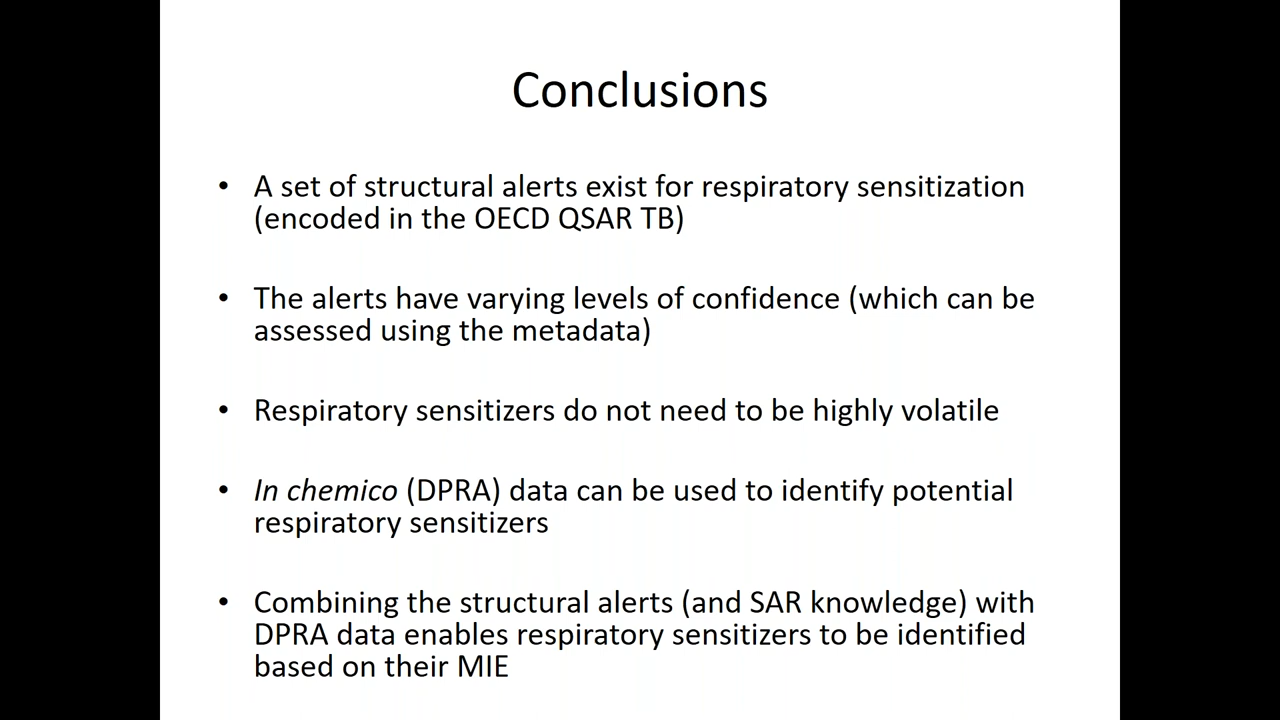 Conclusions
• A set of structural alerts exist for respiratory sensitization
(encoded in the OECD QSAR TB)
• The alerts have varying levels of confidence (which can be
assessed using the metadata)
• Respiratory sensitizers do not need to be highly volatile
• In chemico (DPRA) data can be used to identify potential
respiratory sensitizers
• Combining the structural alerts (and SAR knowledge) with
DPRA data enables respiratory sensitizers to be identified
based on their MIE